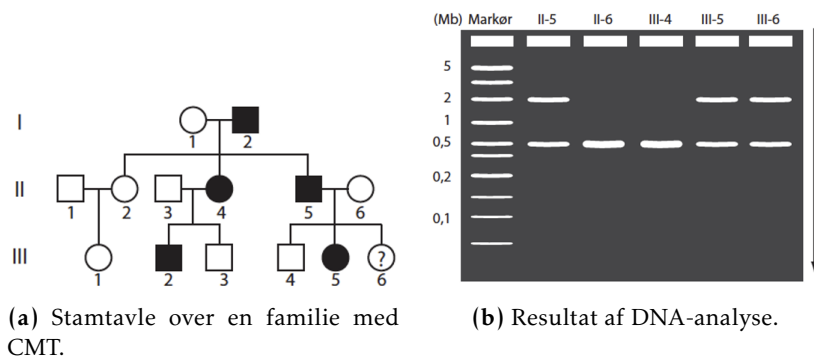 I
1 2
II
1 2 3 4 5 6
III
1 2 3 4 5 ? 6
(a) Stamtavle over en familie med
CMT.
(Mb) Markør II-5 II-6 III-4 III-5 III-6
5
2
1
0,5
0,2
0,1
(b) Resultat af DNA-analyse.